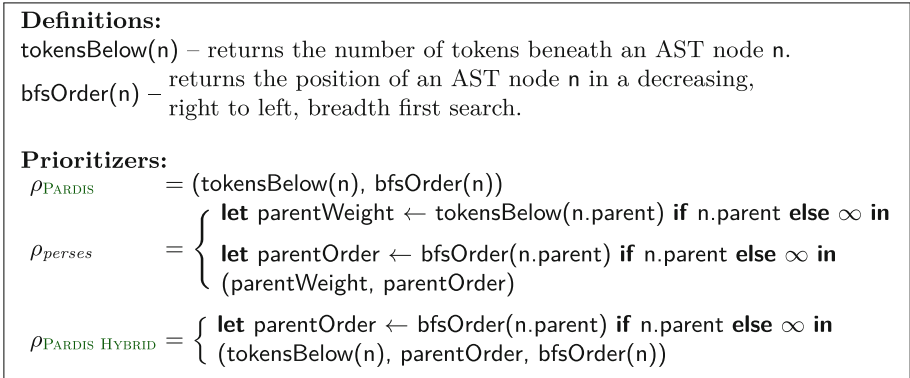 Definitions:
tokensBelow(n) – returns the number of tokens beneath an AST node n.
bfsOrder(n) – returns the position of an AST node n in a decreasing,
right to left, breadth first search.
Prioritizers:
ρPARDIS = (tokensBelow(n), bfsOrder(n))
ρperses = { let parentWeight ← tokensBelow(n.parent) if n.parent else ∞ in
let parentOrder ← bfsOrder(n.parent) if n.parent else ∞ in
(parentWeight, parentOrder)
ρPARDIS HYBRID = { let parentOrder ← bfsOrder(n.parent) if n.parent else ∞ in
(tokensBelow(n), parentOrder, bfsOrder(n))